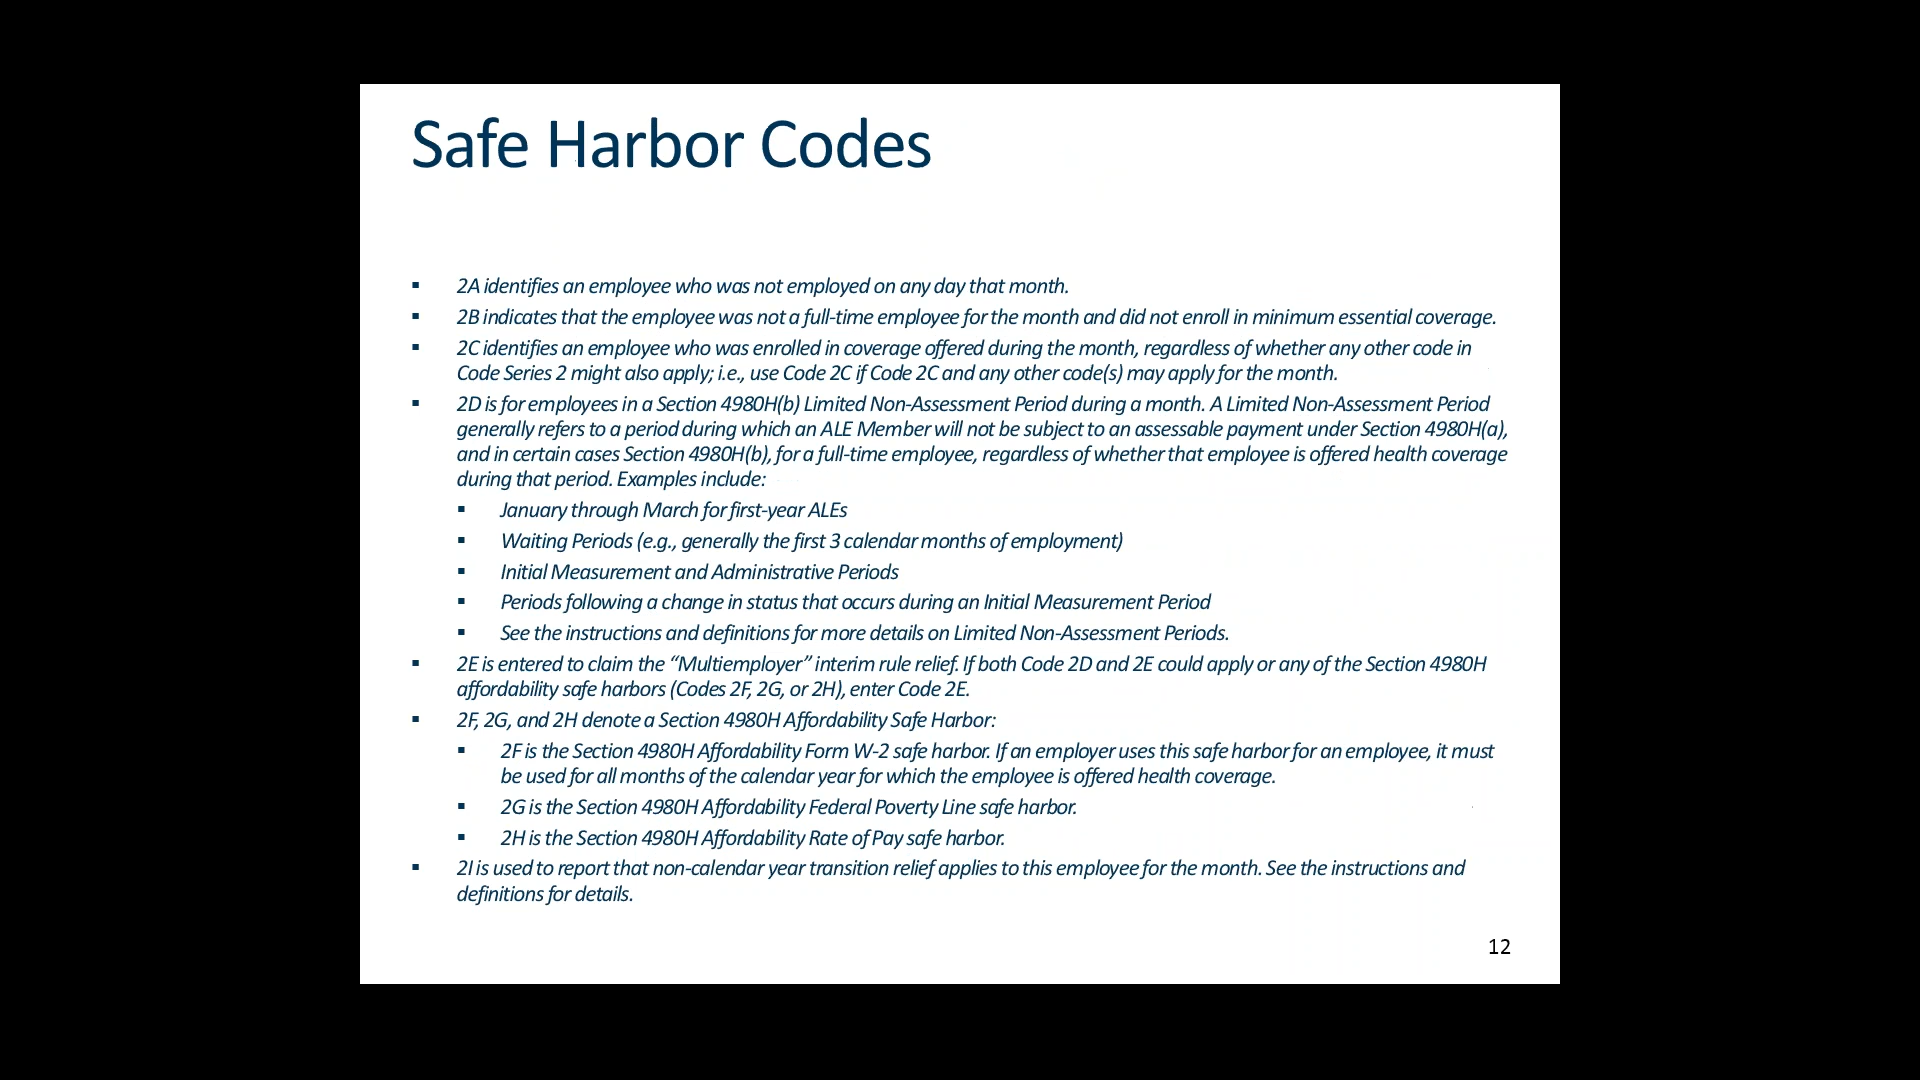 Safe Harbor Codes
▪ 2A identifies an employee who was not employed on any day that month.
▪ 2B indicates that the employee was not a full-time employee for the month and did not enroll in minimum essential coverage.
▪ 2C identifies an employee who was enrolled in coverage offered during the month, regardless of whether any other code in
Code Series 2 might also apply; i.e., use Code 2C if Code 2C and any other code(s) may apply for the month.
▪ 2D is for employees in a Section 4980H(b) Limited Non-Assessment Period during a month. A Limited Non-Assessment Period
generally refers to a period during which an ALE Member will not be subject to an assessable payment under Section 4980H(a),
and in certain cases Section 4980H(b), for a full-time employee, regardless of whether that employee is offered health coverage
during that period. Examples include:
▪ January through March for first-year ALEs
▪ Waiting Periods (e.g., generally the first 3 calendar months of employment)
▪ Initial Measurement and Administrative Periods
▪ Periods following a change in status that occurs during an Initial Measurement Period
▪ See the instructions and definitions for more details on Limited Non-Assessment Periods.
▪ 2E is entered to claim the “Multiemployer” interim rule relief. If both Code 2D and 2E could apply or any of the Section 4980H
affordability safe harbors (Codes 2F, 2G, or 2H), enter Code 2E.
▪ 2F, 2G, and 2H denote a Section 4980H Affordability Safe Harbor:
▪ 2F is the Section 4980H Affordability Form W-2 safe harbor. If an employer uses this safe harbor for an employee, it must
be used for all months of the calendar year for which the employee is offered health coverage.
▪ 2G is the Section 4980H Affordability Federal Poverty Line safe harbor.
▪ 2H is the Section 4980H Affordability Rate of Pay safe harbor.
▪ 2I is used to report that non-calendar year transition relief applies to this employee for the month. See the instructions and
definitions for details.
12